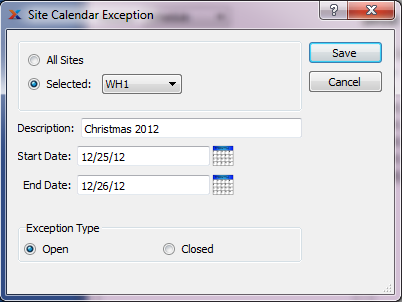 Site Calendar Exception
All Sites
Save
Selected: WH1
Cancel
Description: Christmas 2012
Start Date: 12/25/12
End Date: 12/26/12
Exception Type
Open Closed